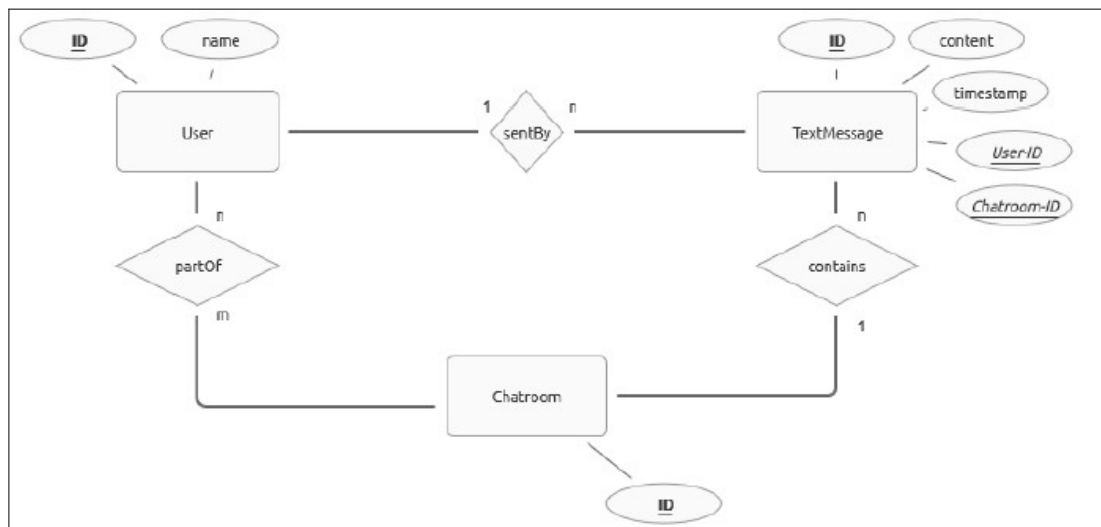 ID
name
ID
content
timestamp
User
1
sentBy
n
TextMessage
User-ID
Chatroom-ID
n
n
partOf
contains
m
1
Chatroom
ID